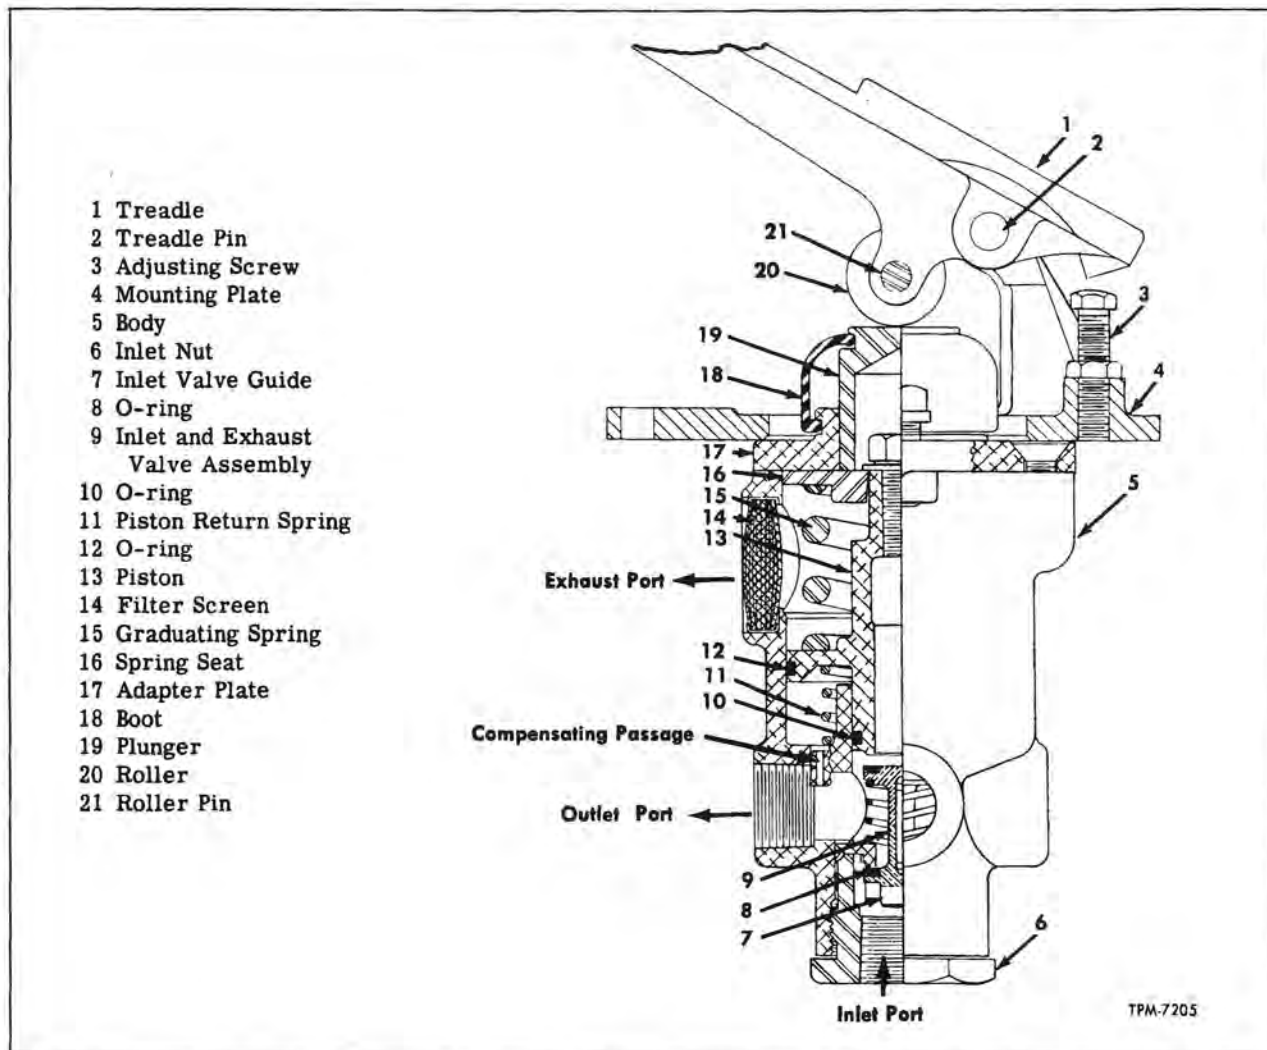 1 Treadle
2 Treadle Pin
3 Adjusting Screw
4 Mounting Plate
5 Body
6 Inlet Nut
7 Inlet Valve Guide
8 O-ring
9 Inlet and Exhaust
Valve Assembly
10 O-ring
11 Piston Return Spring
12 O-ring
13 Piston
14 Filter Screen
15 Graduating Spring
16 Spring Seat
17 Adapter Plate
18 Boot
19 Plunger
20 Roller
21 Roller Pin
1
2
21
20
3
19
18
4
17
16
15
14
13
5
Exhaust Port
12
11
10
Compensating Passage
Outlet Port
9
8
7
6
Inlet Port
TPM-7205